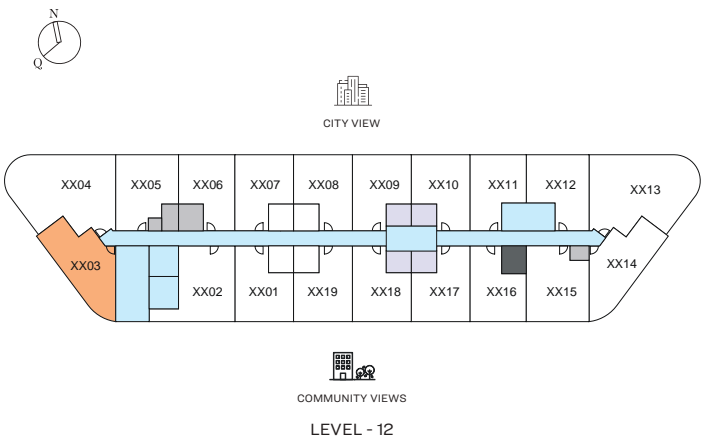 N
Q
CITY VIEW
XX04 XX05 XX06 XX07 XX08 XX09 XX10 XX11 XX12 XX13
XX03 XX14
XX02 XX01 XX19 XX18 XX17 XX16 XX15
COMMUNITY VIEWS
LEVEL - 12